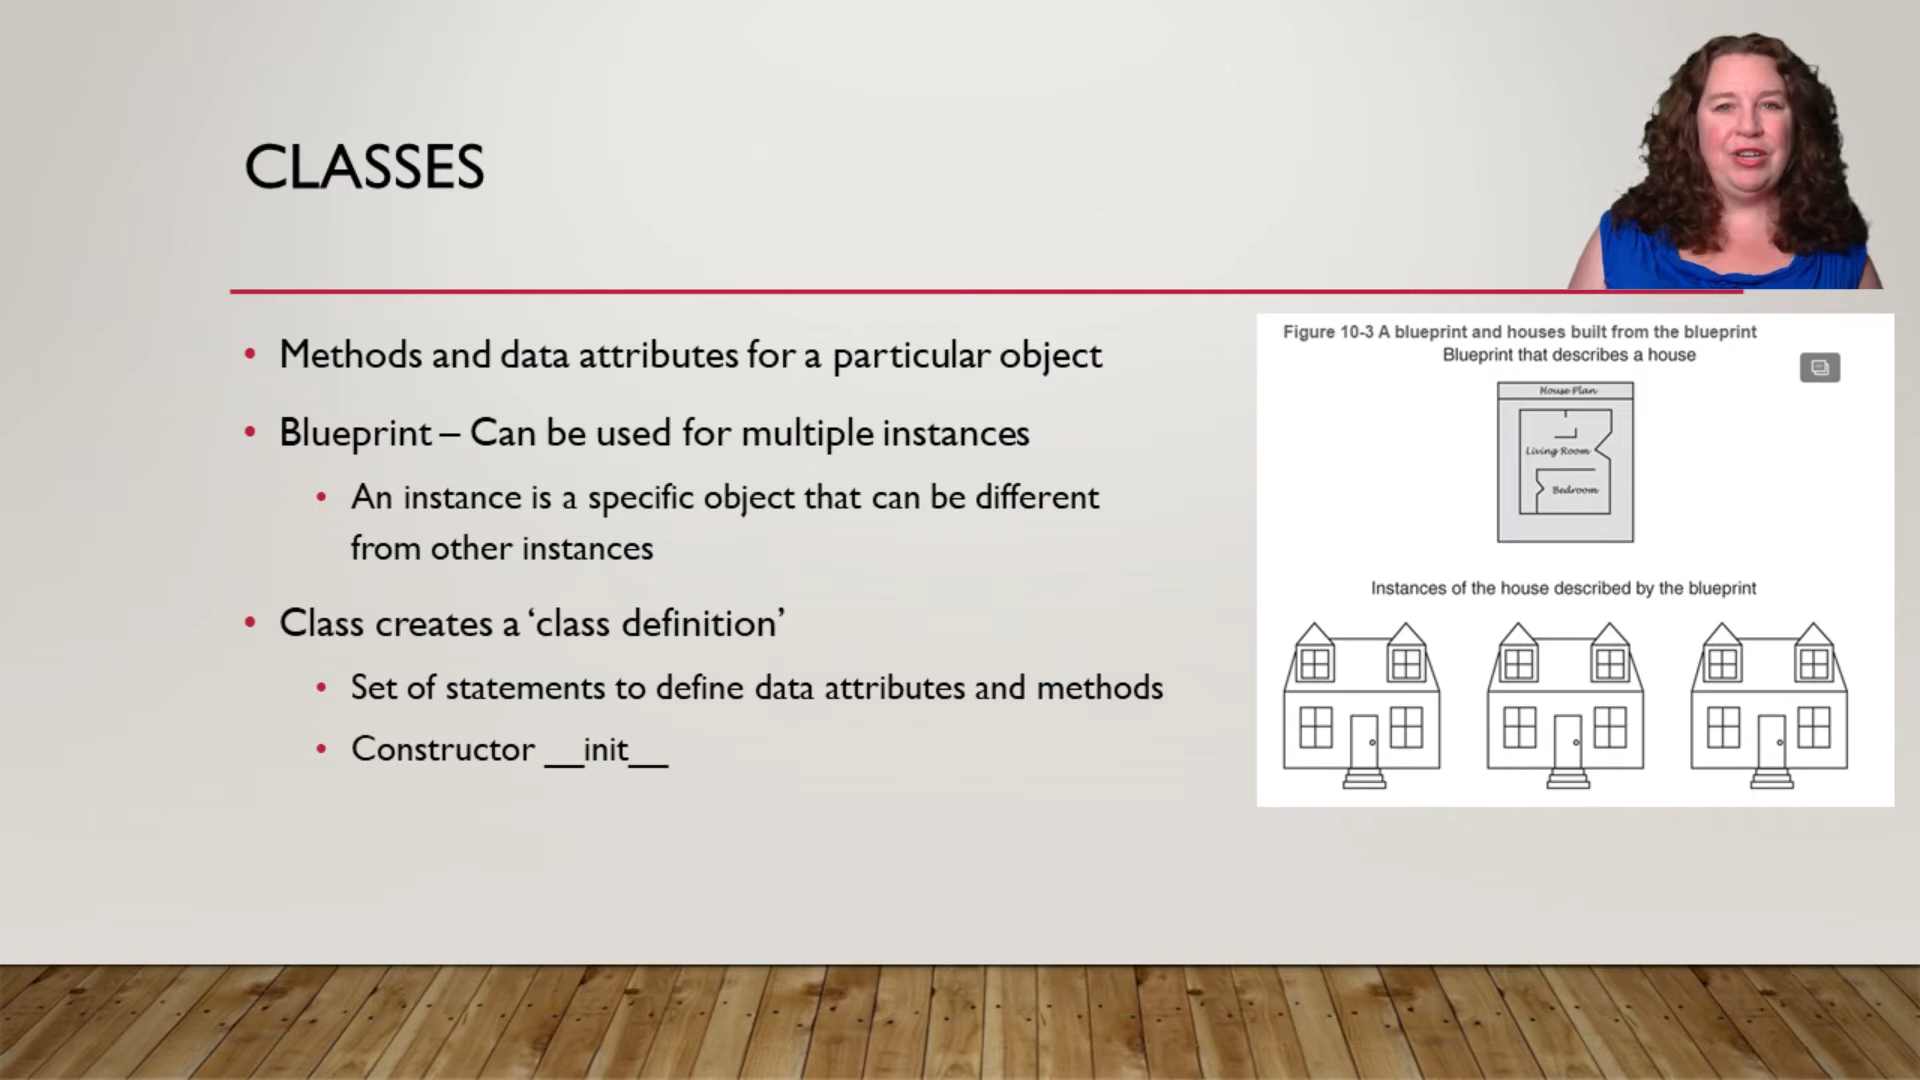 CLASSES
• Methods and data attributes for a particular object
• Blueprint – Can be used for multiple instances
• An instance is a specific object that can be different
from other instances
• Class creates a ‘class definition’
• Set of statements to define data attributes and methods
• Constructor __init__
Figure 10-3 A blueprint and houses built from the blueprint
Blueprint that describes a house
House Plan
Living Room
Bedroom
Instances of the house described by the blueprint